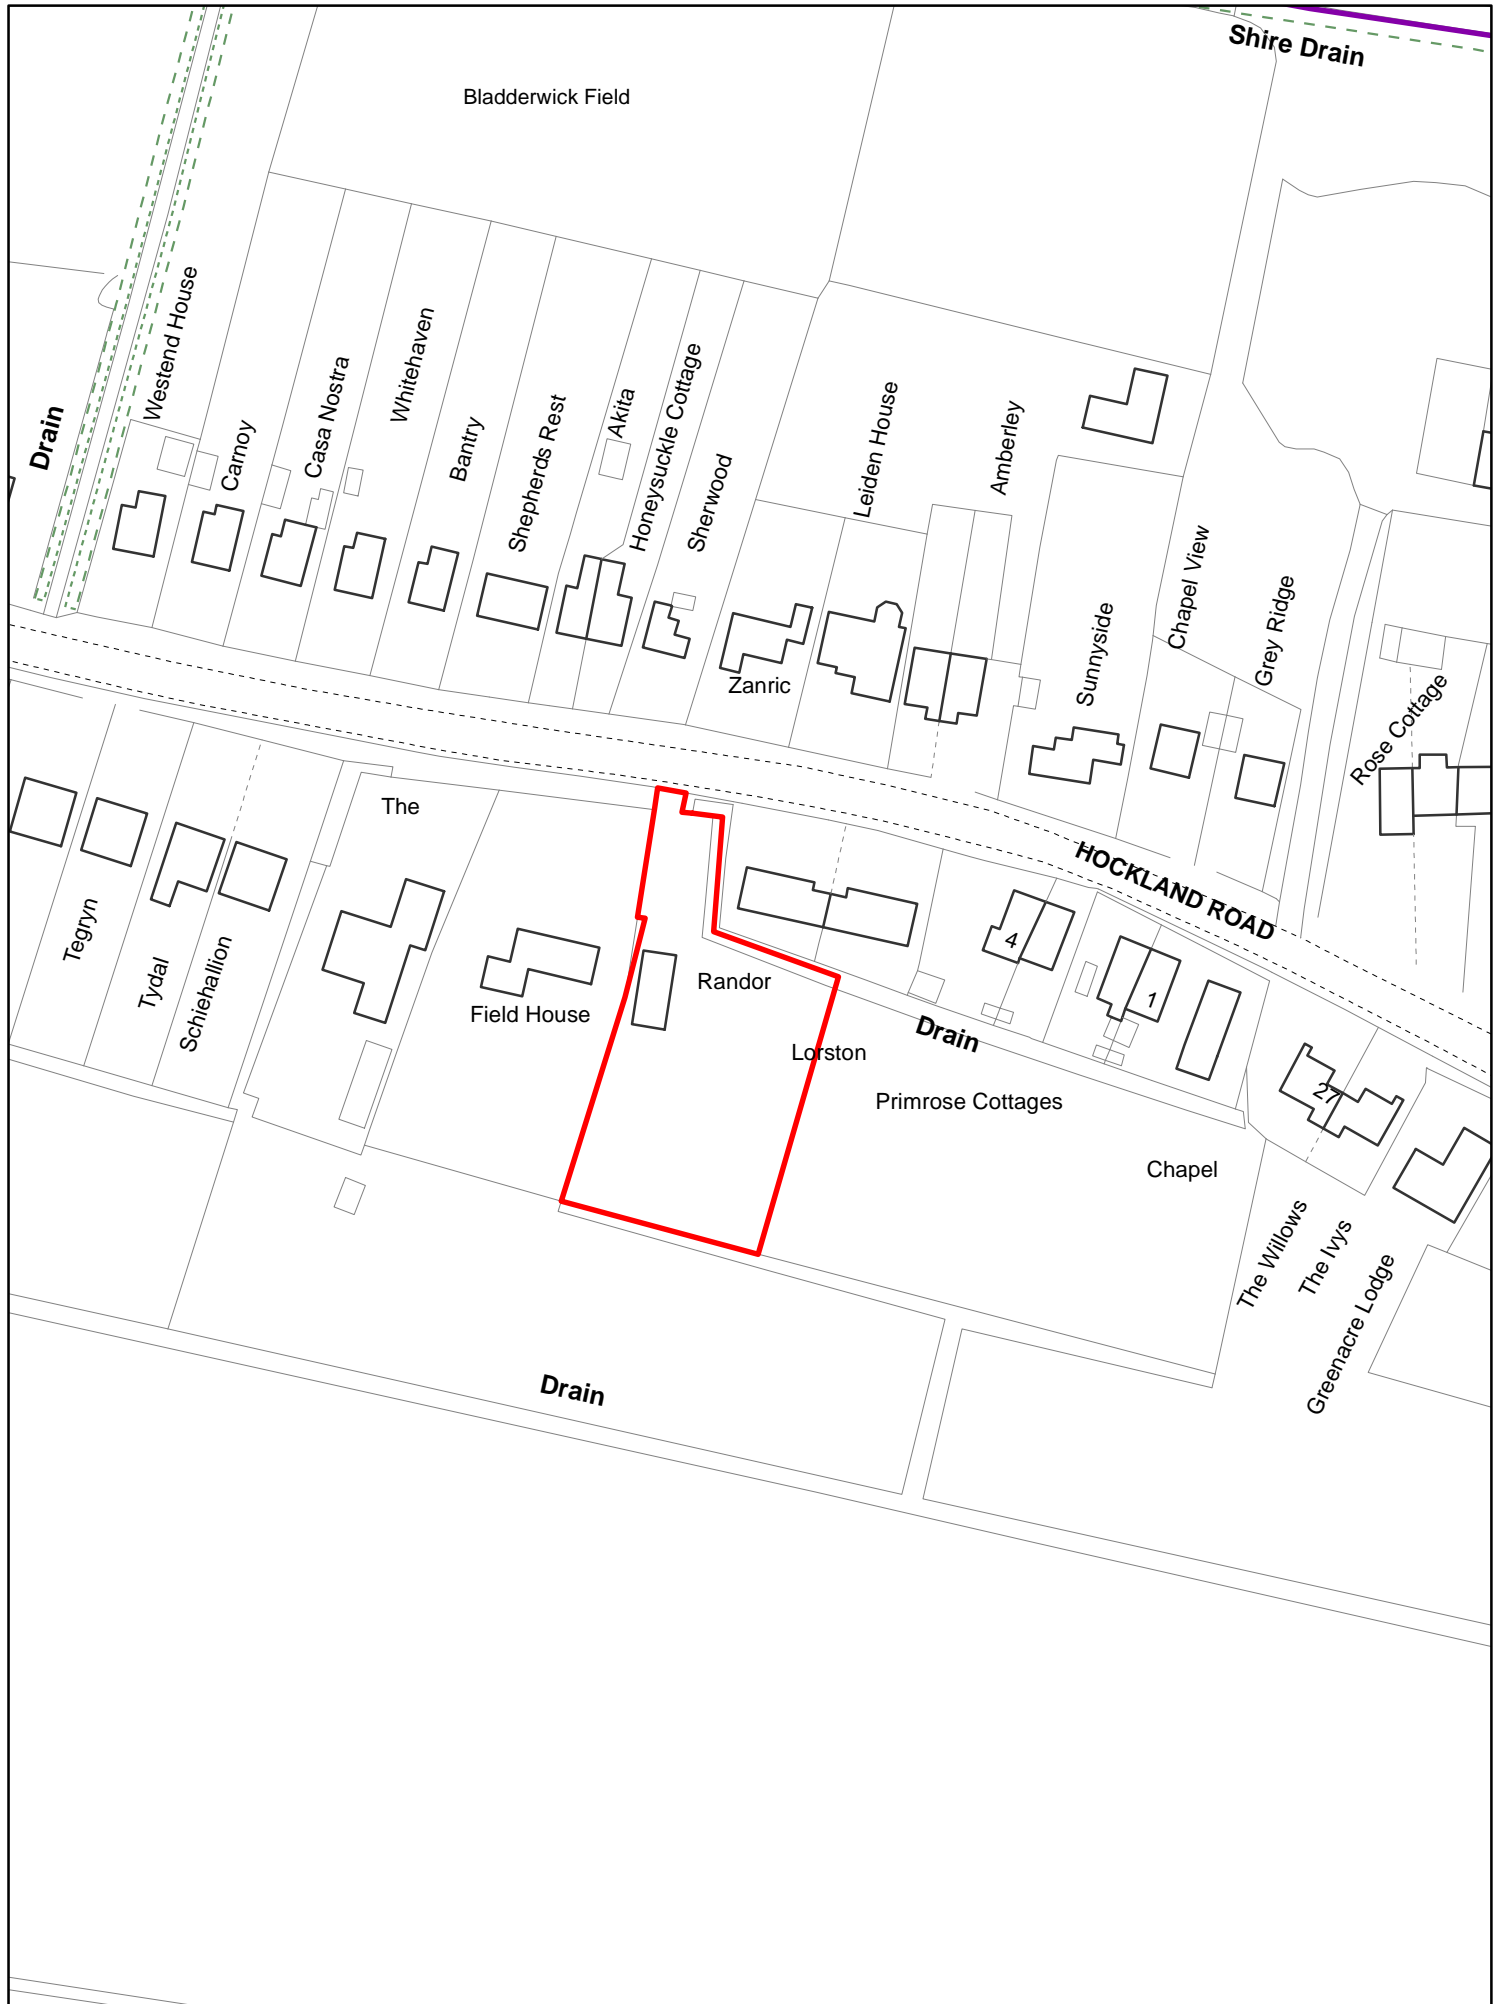 Shire Drain
Bladderwick Field
Drain
Westend House
Carnoy
Casa Nostra
Whitehaven
Bantry
Shepherds Rest
Akita
Honeysuckle Cottage
Sherwood
Leiden House
Amberley
Chapel View
Grey Ridge
Sunnyside
Zanric
Rose Cottage
The
HOCKLAND ROAD
Tegryn
Tydal
Schiehallion
Field House
Randor
4
1
Drain
Lorston
Primrose Cottages
27
Chapel
The Willows
The Ivys
Greenacre Lodge
Drain